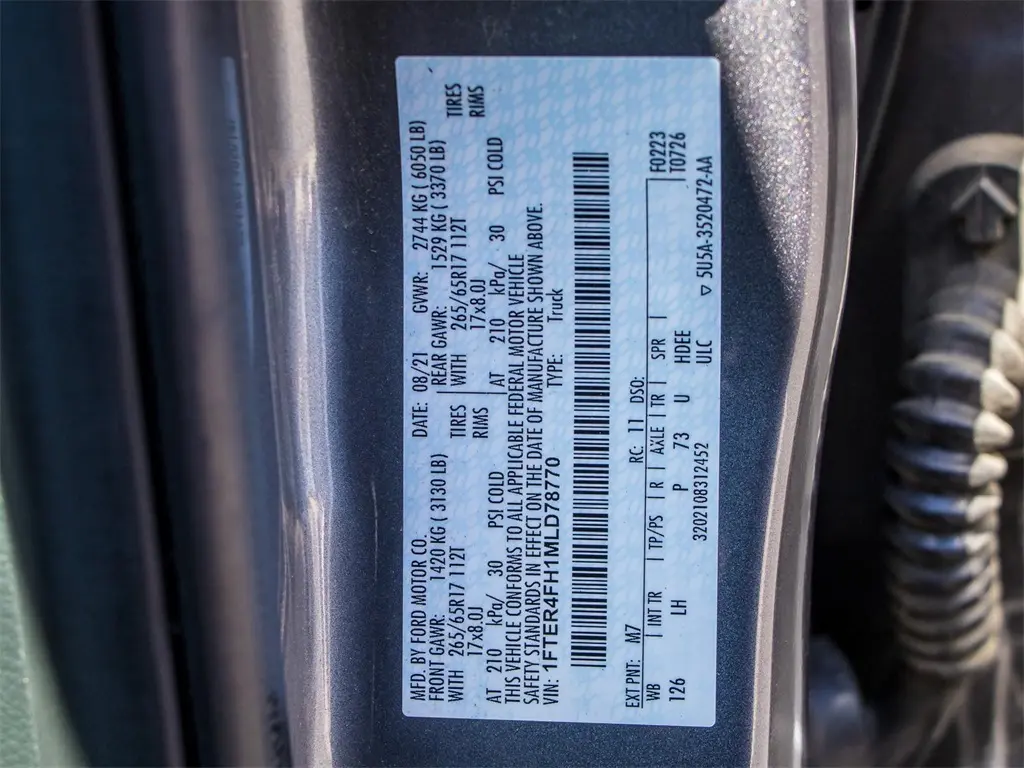 MFD. BY FORD MOTOR CO. DATE: 08/21 GVWR: 2744 KG ( 6050 LB)
FRONT GAWR: 1420 KG ( 3130 LB) REAR GAWR: 1529 KG ( 3370 LB)
WITH 265/65R17 112T TIRES WITH 265/65R17 112T TIRES
17x8.0J RIMS 17x8.0J RIMS
AT 210 kPa/ 30 PSI COLD AT 210 kPa/ 30 PSI COLD
THIS VEHICLE CONFORMS TO ALL APPLICABLE FEDERAL MOTOR VEHICLE
SAFETY STANDARDS IN EFFECT ON THE DATE OF MANUFACTURE SHOWN ABOVE.
VIN: 1FTER4FH1MLD78770 TYPE: Truck
EXT PNT: M7 RC: 11 DSO: F0223
WB INT TR TP/PS R AXLE TR SPR T0726
126 LH P 73 U HDEE
3202108312452 ULC ▽ 5U5A-3520472-AA